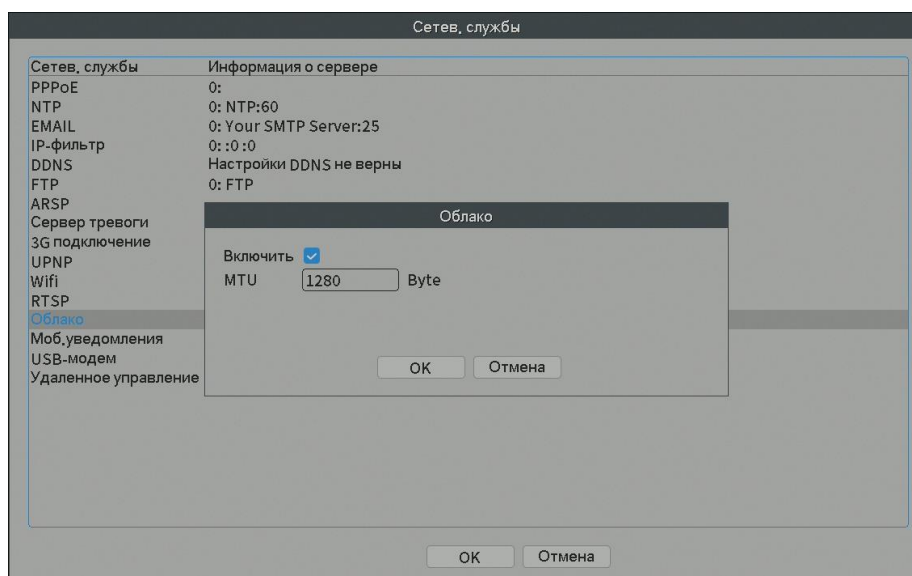 Сетев. службы
Сетев. службы Информация о сервере
PPPoE 0:
NTP 0: NTP:60
EMAIL 0: Your SMTP Server:25
IP-фильтр 0: :0 :0
DDNS Настройки DDNS не верны
FTP 0: FTP
ARSP
Сервер тревоги
3G подключение
UPNP
Wifi
RTSP
Облако
Моб.уведомления
USB-модем
Удаленное управление
Облако
Включить
MTU 1280 Byte
OK Отмена
OK Отмена